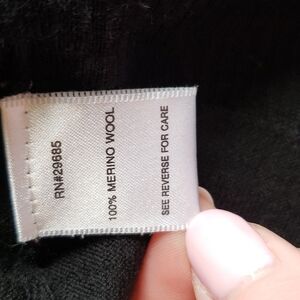 RN#29685
100% MERINO WOOL
SEE REVERSE FOR CARE